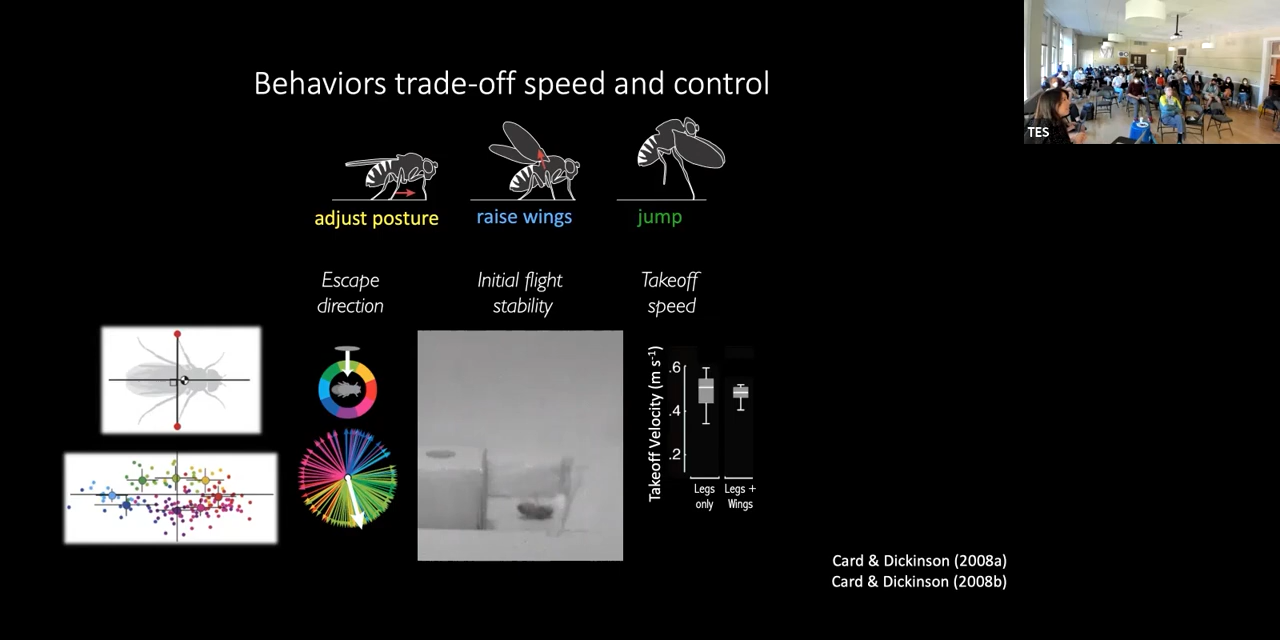 Behaviors trade-off speed and control
TES
adjust posture
raise wings
jump
Escape
direction
Initial flight
stability
Takeoff
speed
Takeoff Velocity (m s-1)
.6
.4
.2
Legs
only
Legs +
Wings
Card & Dickinson (2008a)
Card & Dickinson (2008b)